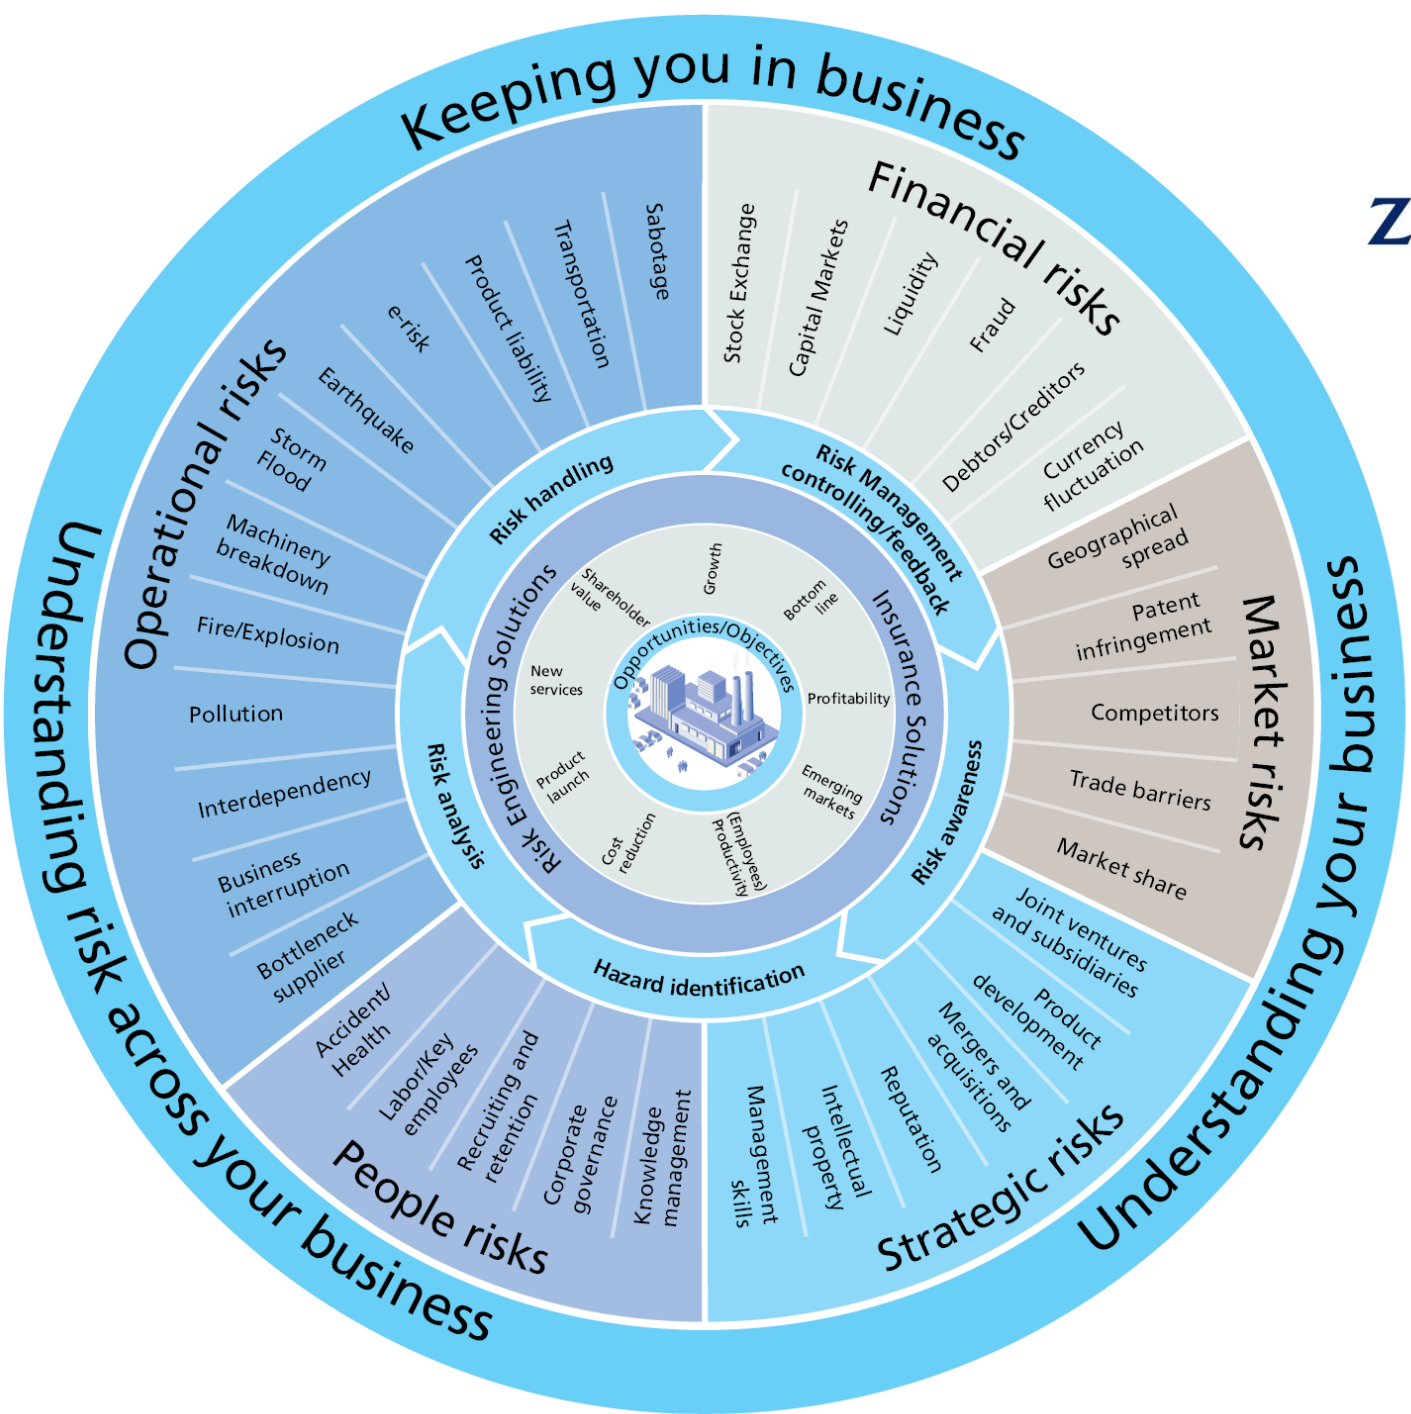 Keeping you in business
Understanding your business
Understanding risk across your business
Financial risks
Stock Exchange
Capital Markets
Liquidity
Fraud
Debtors/Creditors
Currency
fluctuation
Market risks
Geographical
spread
Patent
infringement
Competitors
Trade barriers
Market share
Strategic risks
Joint ventures
and subsidiaries
Product
development
Mergers and
acquisitions
Reputation
Intellectual
property
Management
skills
People risks
Knowledge
management
Corporate
governance
Recruiting and
retention
Labor/Key
employees
Accident/
Health
Operational risks
Bottleneck
supplier
Business
interruption
Interdependency
Pollution
Fire/Explosion
Machinery
breakdown
Storm
Flood
Earthquake
e-risk
Product liability
Transportation
Sabotage
Risk Management
controlling/feedback
Risk awareness
Hazard identification
Risk analysis
Risk handling
Risk Engineering Solutions
Insurance Solutions
Growth
Bottom
line
Profitability
Emerging
markets
(Employees)
Productivity
Cost
reduction
Product
launch
New
services
Shareholder
value
Opportunities/Objectives
Z